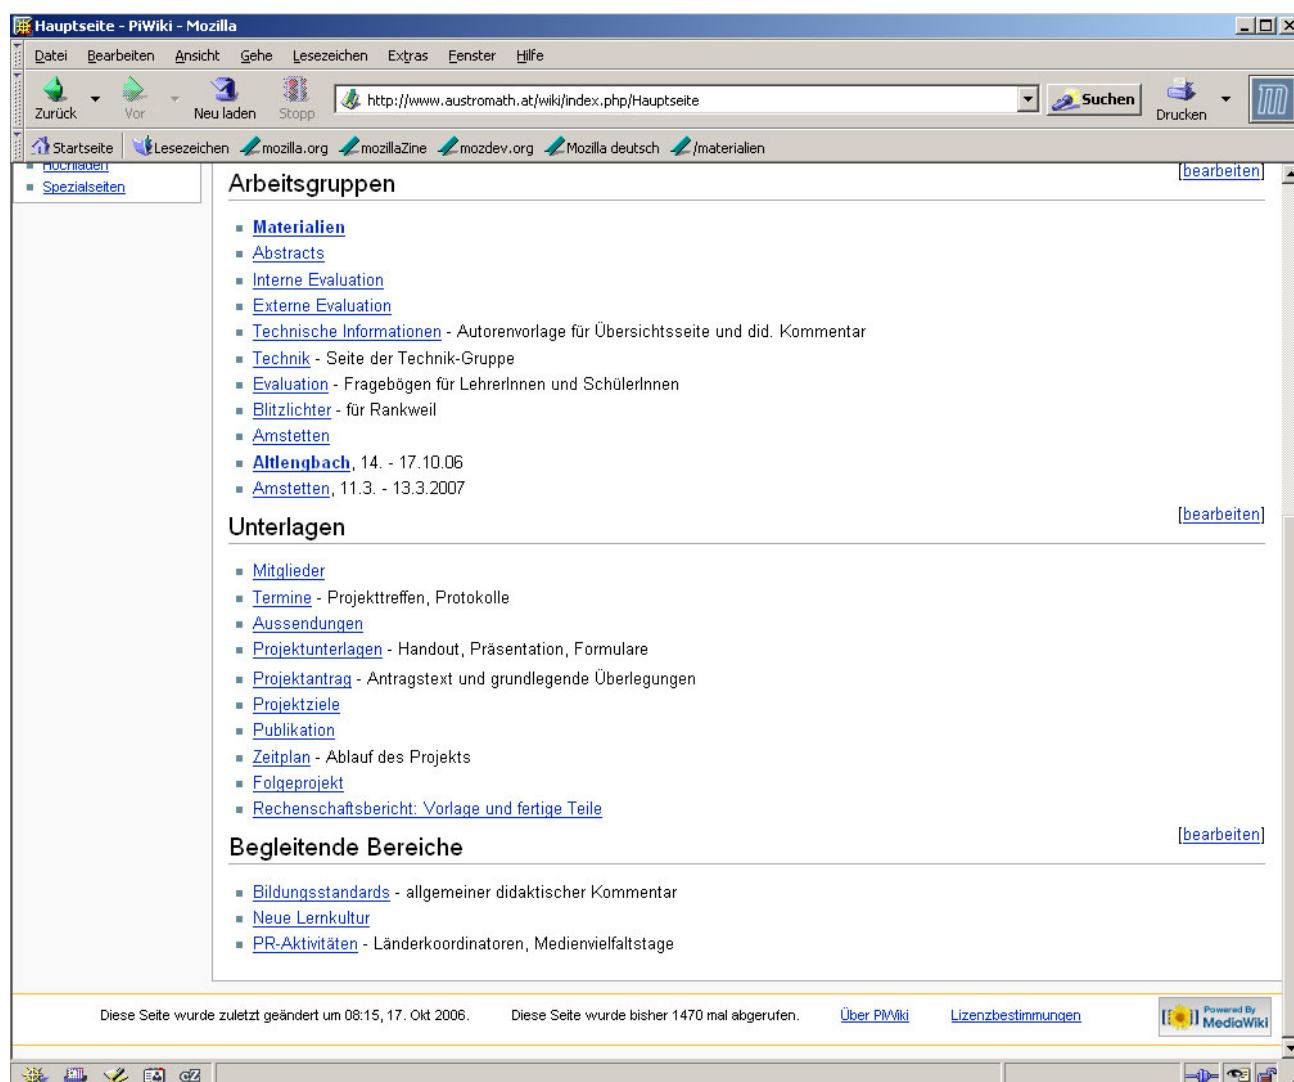 Hauptseite - PiWiki - Mozilla
Datei Bearbeiten Ansicht Gehe Lesezeichen Extras Fenster Hilfe
Zurück Vor Neu laden Stopp http://www.austromath.at/wiki/index.php/Hauptseite Suchen Drucken
Startseite Lesezeichen mozilla.org mozillaZine mozdev.org Mozilla deutsch /materialien
Hochladen
Spezialseiten
Arbeitsgruppen [bearbeiten]
Materialien
Abstracts
Interne Evaluation
Externe Evaluation
Technische Informationen - Autorenvorlage für Übersichtsseite und did. Kommentar
Technik - Seite der Technik-Gruppe
Evaluation - Fragebögen für LehrerInnen und SchülerInnen
Blitzlichter - für Rankweil
Amstetten
Altlengbach, 14. - 17.10.06
Amstetten, 11.3. - 13.3.2007
Unterlagen [bearbeiten]
Mitglieder
Termine - Projekttreffen, Protokolle
Aussendungen
Projektunterlagen - Handout, Präsentation, Formulare
Projektantrag - Antragstext und grundlegende Überlegungen
Projektziele
Publikation
Zeitplan - Ablauf des Projekts
Folgeprojekt
Rechenschaftsbericht: Vorlage und fertige Teile
Begleitende Bereiche [bearbeiten]
Bildungsstandards - allgemeiner didaktischer Kommentar
Neue Lernkultur
PR-Aktivitäten - Länderkoordinatoren, Medienvielfaltstage
Diese Seite wurde zuletzt geändert um 08:15, 17. Okt 2006. Diese Seite wurde bisher 1470 mal abgerufen. Über PiWiki Lizenzbestimmungen Powered By MediaWiki
cZ